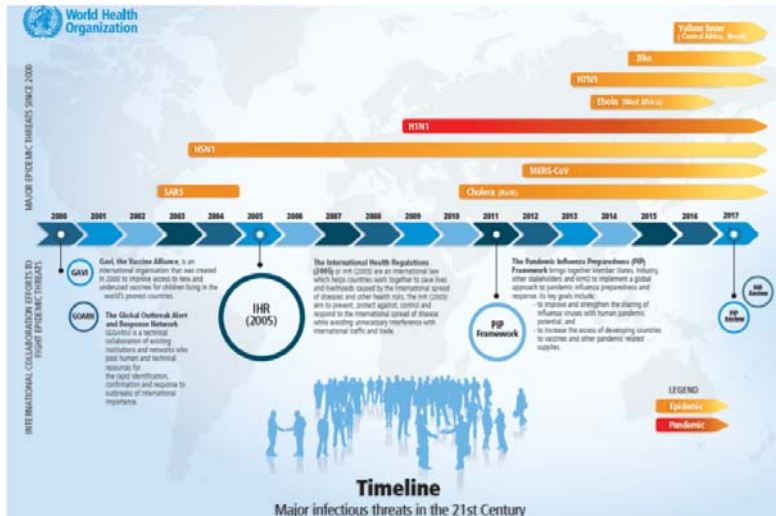 World Health
Organization
MAJOR EPIDEMIC THREATS SINCE 2000
Yellow fever
(Central Africa, Brazil)
Zika
H7N9
Ebola (West Africa)
H1N1
H5N1
MERS-CoV
SARS
Cholera (Haiti)
2000 2001 2002 2003 2004 2005 2006 2007 2008 2009 2010 2011 2012 2013 2014 2015 2016 2017
INTERNATIONAL COLLABORATION EFFORTS TO
FIGHT EPIDEMIC THREATS
GAVI
Gavi, the Vaccine Alliance, is an
international organisation that was created
in 2000 to improve access to new and
underused vaccines for children living in the
world's poorest countries.
GOARN
The Global Outbreak Alert
and Response Network
(GOARN) is a technical
collaboration of existing
institutions and networks who
pool human and technical
resources for
the rapid identification,
confirmation and response to
outbreaks of international
importance.
IHR
(2005)
The International Health Regulations
(2005) or IHR (2005) are an international law
which helps countries work together to save lives
and livelihoods caused by the international spread
of diseases and other health risks. The IHR (2005)
aim to prevent, protect against, control and
respond to the international spread of disease
while avoiding unnecessary interference with
international traffic and trade.
PIP
Framework
The Pandemic Influenza Preparedness (PIP)
Framework brings together Member States, industry,
other stakeholders and WHO to implement a global
approach to pandemic influenza preparedness and
response. Its key goals include:
- to improve and strengthen the sharing of
influenza viruses with human pandemic
potential; and
- to increase the access of developing countries
to vaccines and other pandemic related
supplies.
PIP
Review
IHR
Review
LEGEND
Epidemic
Pandemic
Timeline
Major infectious threats in the 21st Century